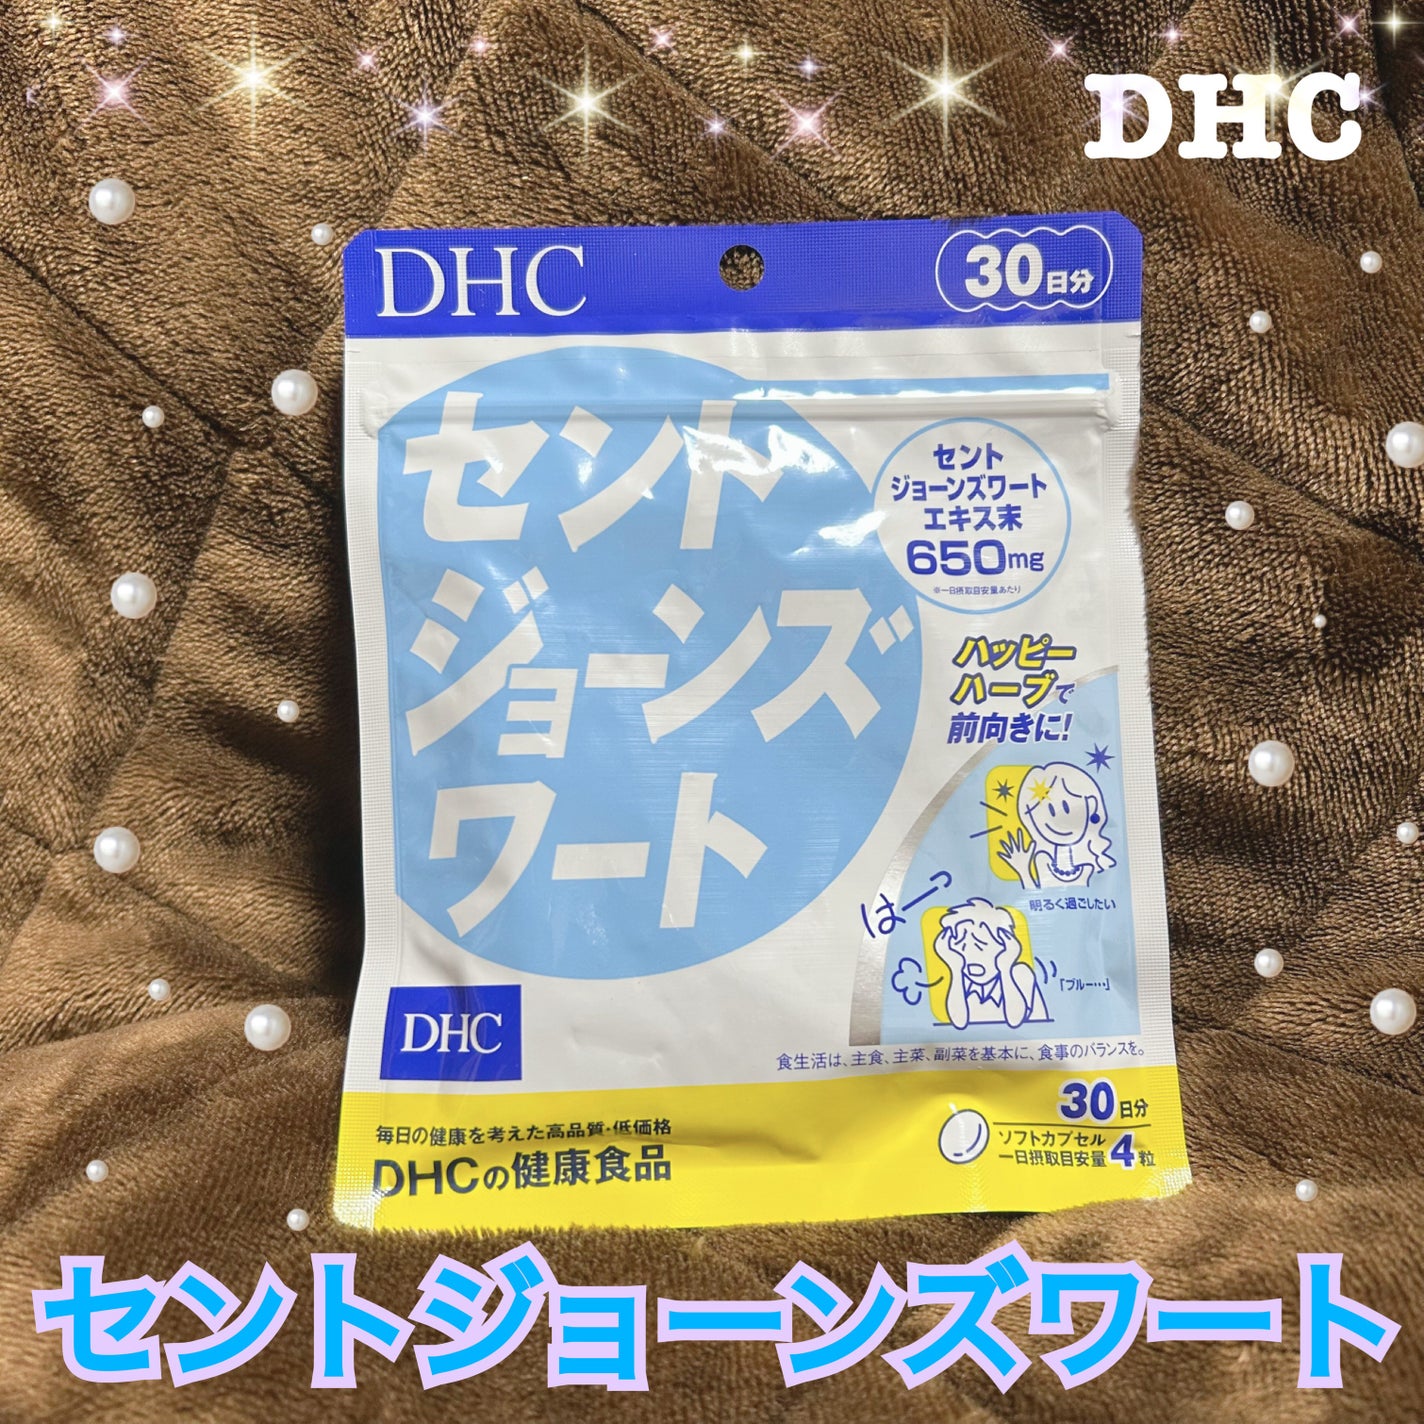 DHC
DHC
30日分
セント
ジョーンズ
ワート
セント
ジョーンズワート
エキス末
650mg
※一日摂取目安量あたり
ハッピー
ハーブで
前向きに!
明るく過ごしたい
はーっ
「ブルー…」
DHC
食生活は、主食、主菜、副菜を基本に、食事のバランスを。
毎日の健康を考えた高品質・低価格
DHCの健康食品
30日分
ソフトカプセル
一日摂取目安量4粒
セントジョーンズワート